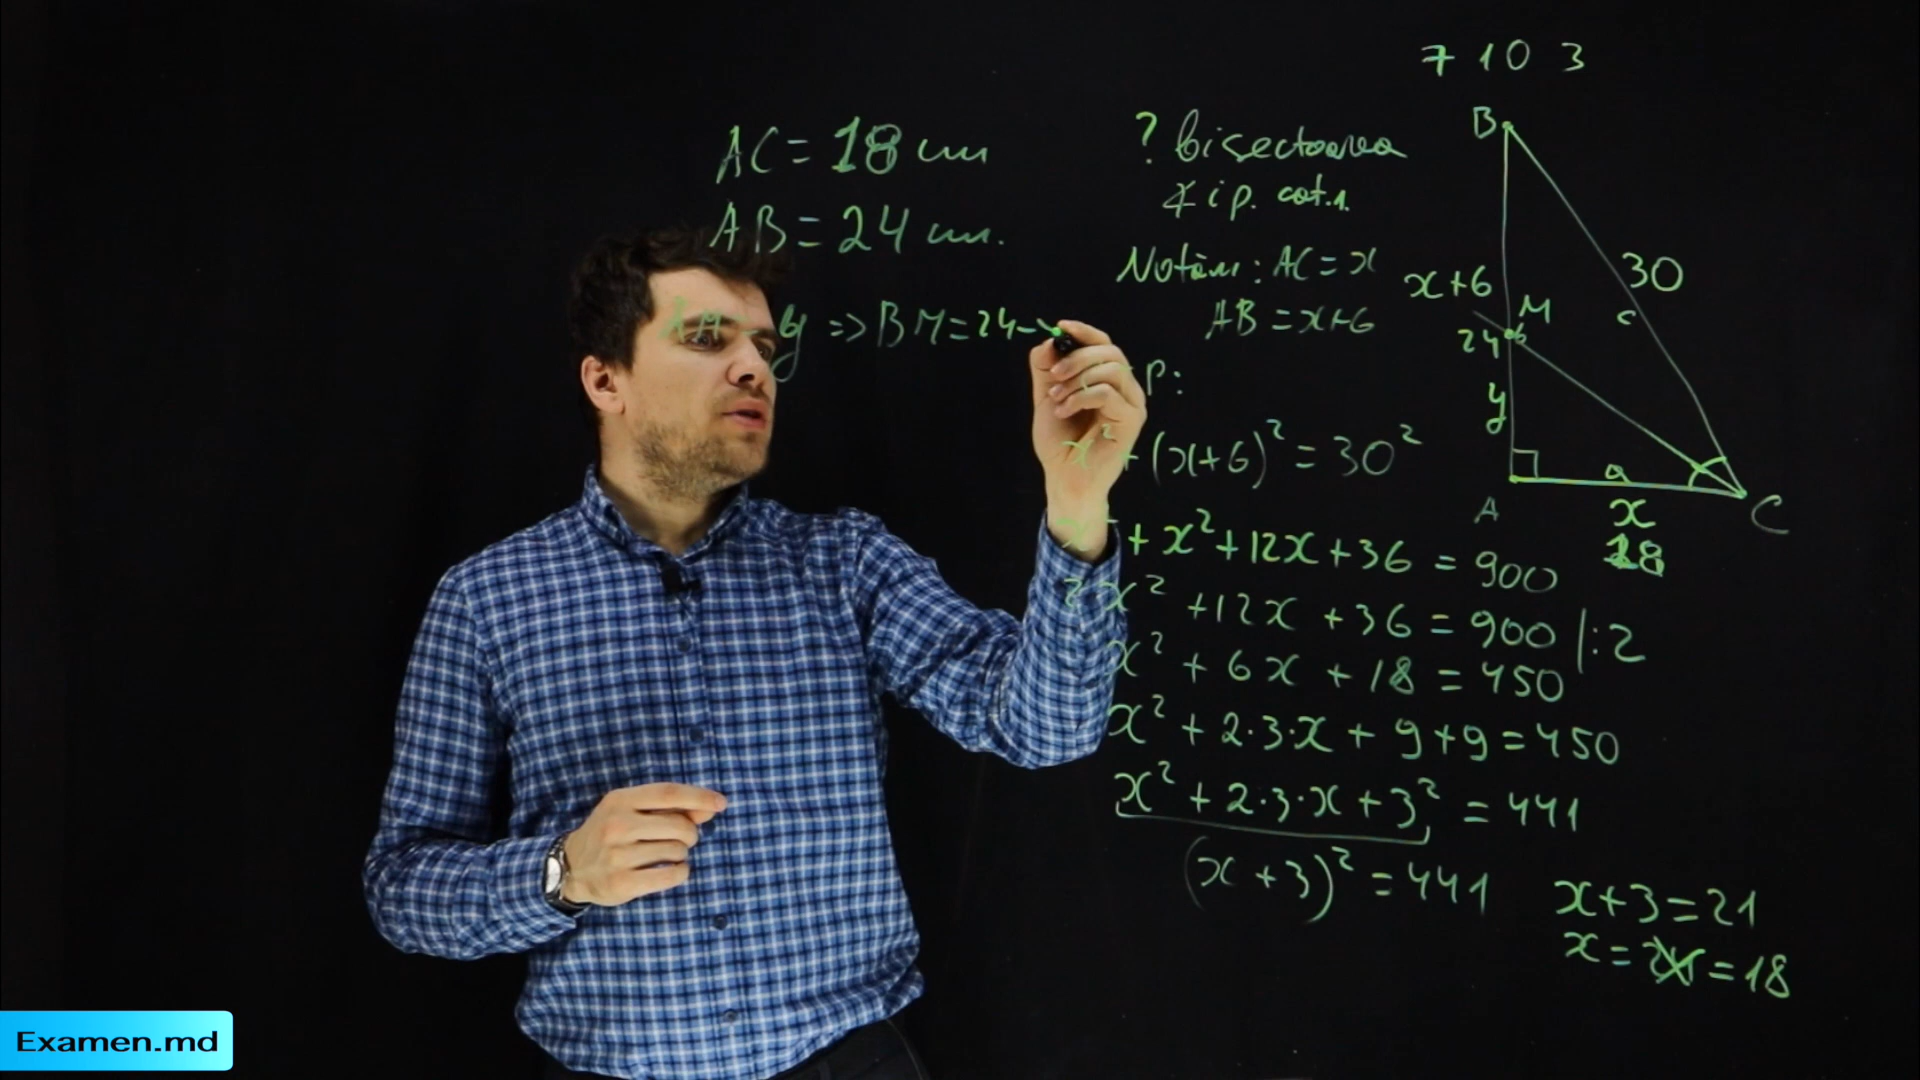 7 10 3
AC = 18 cm
AB = 24 cm.
AM = y => BM = 24 -
? bisectoarea
∢ ip. cat.1.
Notăm: AC = x
AB = x+6
P:
x² + (x+6)² = 30²
x² + x² + 12x + 36 = 900
2x² + 12x + 36 = 900 |:2
x² + 6x + 18 = 450
x² + 2·3·x + 9+9 = 450
x² + 2·3·x + 3² = 441
(x+3)² = 441
x+3 = 21
x = = 18
B
x+6
30
M
c
24
b
y
a
A
x
C
18
Examen.md